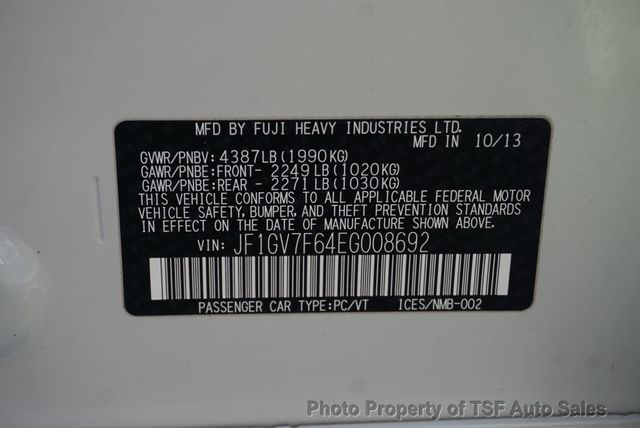 MFD BY FUJI HEAVY INDUSTRIES LTD.
MFD IN 10/13
GVWR/PNBV: 4387LB(1990KG)
GAWR/PNBE:FRONT- 2249LB(1020KG)
GAWR/PNBE:REAR - 2271LB(1030KG)
THIS VEHICLE CONFORMS TO ALL APPLICABLE FEDERAL MOTOR
VEHICLE SAFETY, BUMPER, AND THEFT PREVENTION STANDARDS
IN EFFECT ON THE DATE OF MANUFACTURE SHOWN ABOVE.
VIN: JF1GV7F64EG008692
PASSENGER CAR TYPE:PC/VT ICES/NMB-002
Photo Property of TSF Auto Sales